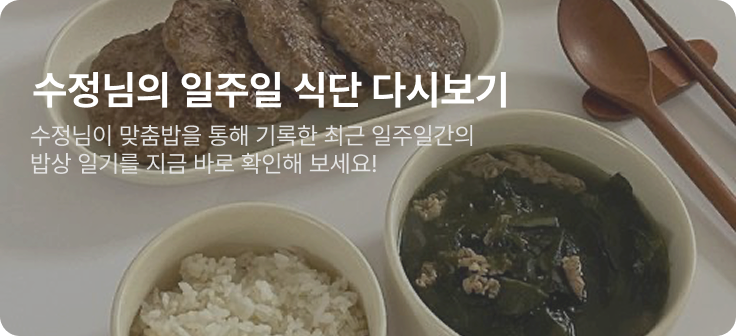 수정님의 일주일 식단 다시보기
수정님이 맞춤밥을 통해 기록한 최근 일주일간의
밥상 일기를 지금 바로 확인해 보세요!